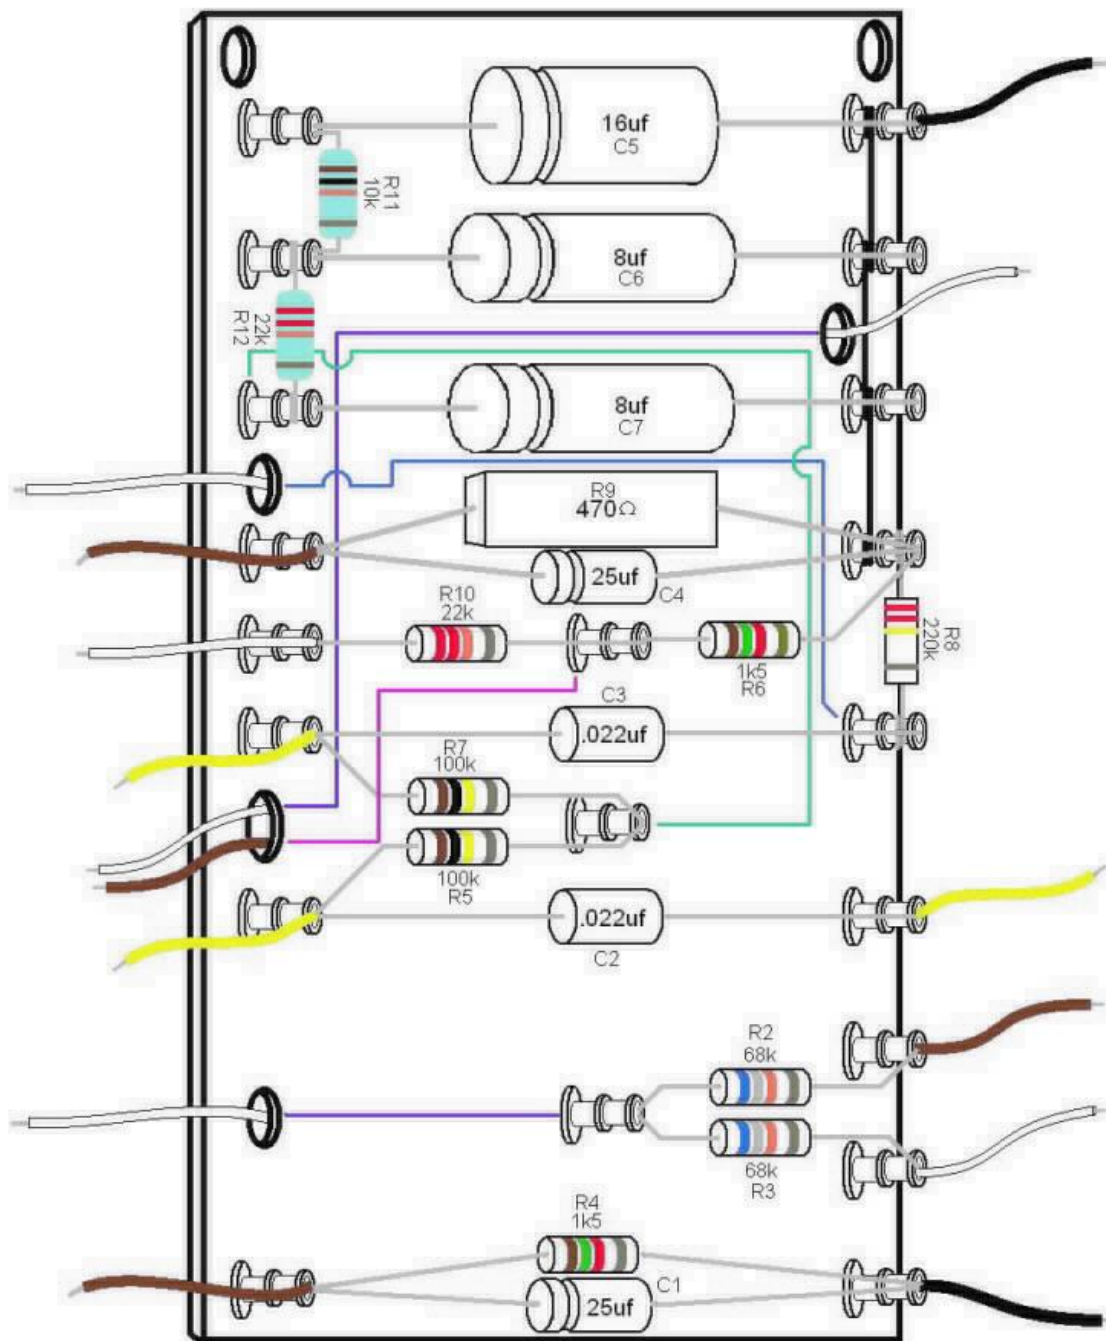 16uf
C5
R11
10k
8uf
C6
22k
R12
8uf
C7
R9
470Ω
25uf
C4
R10
22k
1k5
R6
R8
220k
C3
.022uf
R7
100k
100k
R5
.022uf
C2
R2
68k
68k
R3
R4
1k5
C1
25uf